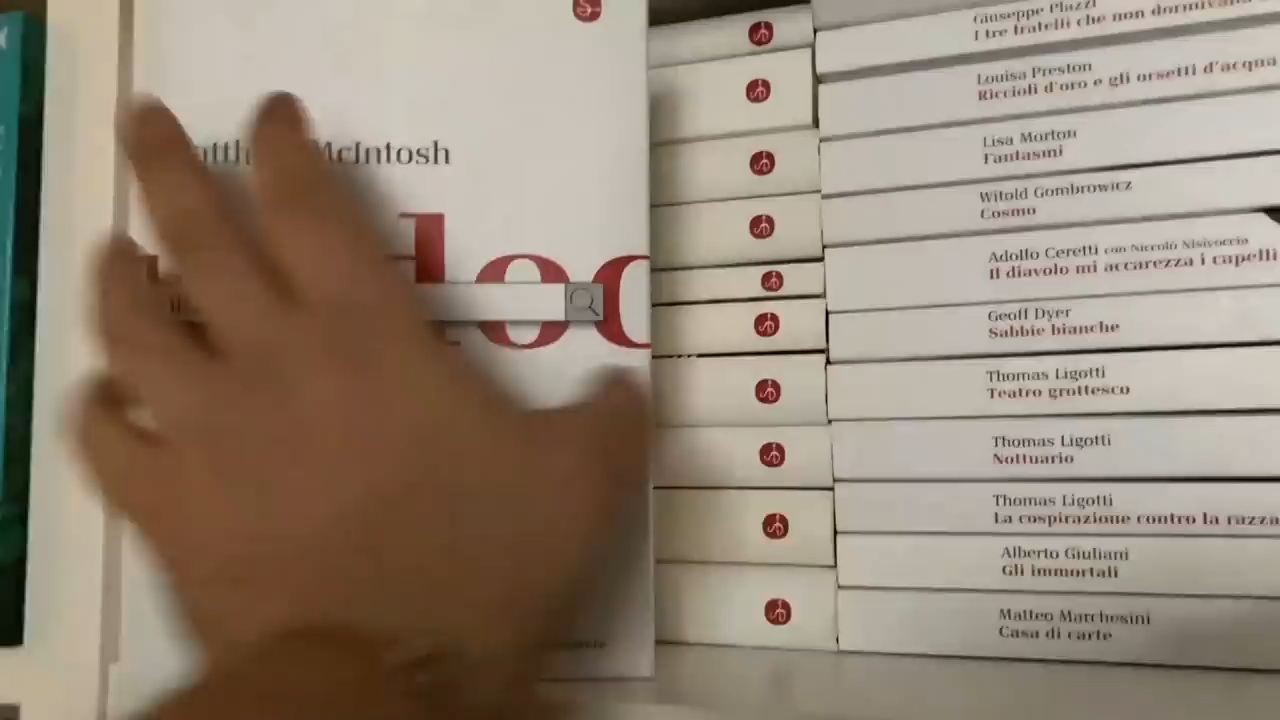 McIntosh
Giuseppe Plazzi
I tre fratelli che non dormivano
Louisa Preston
Riccioli d'oro e gli orsetti d'acqua
Lisa Morton
Fantasmi
Witold Gombrowicz
Cosmo
Adolfo Ceretti con Niccolò Nisivoccia
Il diavolo mi accarezza i capelli
Geoff Dyer
Sabbie bianche
Thomas Ligotti
Teatro grottesco
Thomas Ligotti
Nottuario
Thomas Ligotti
La cospirazione contro la razza
Alberto Giuliani
Gli immortali
Matteo Marchesini
Casa di carte